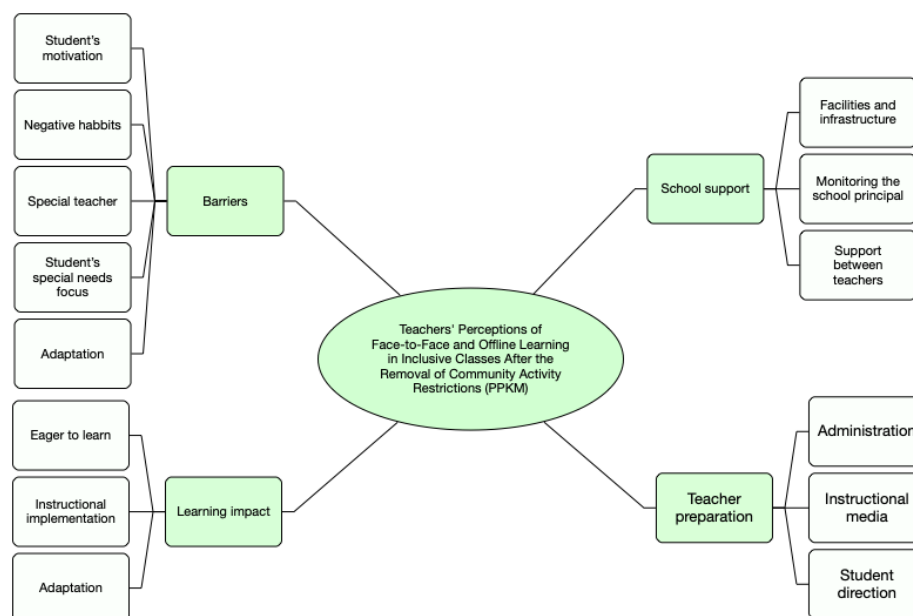 Student's
motivation
Negative habbits
Special teacher
Student's
special needs
focus
Adaptation
Barriers
Eager to learn
Instructional
implementation
Adaptation
Learning impact
Teachers' Perceptions of
Face-to-Face and Offline Learning
in Inclusive Classes After the
Removal of Community Activity
Restrictions (PPKM)
School support
Facilities and
infrastructure
Monitoring the
school principal
Support
between
teachers
Teacher
preparation
Administration
Instructional
media
Student
direction